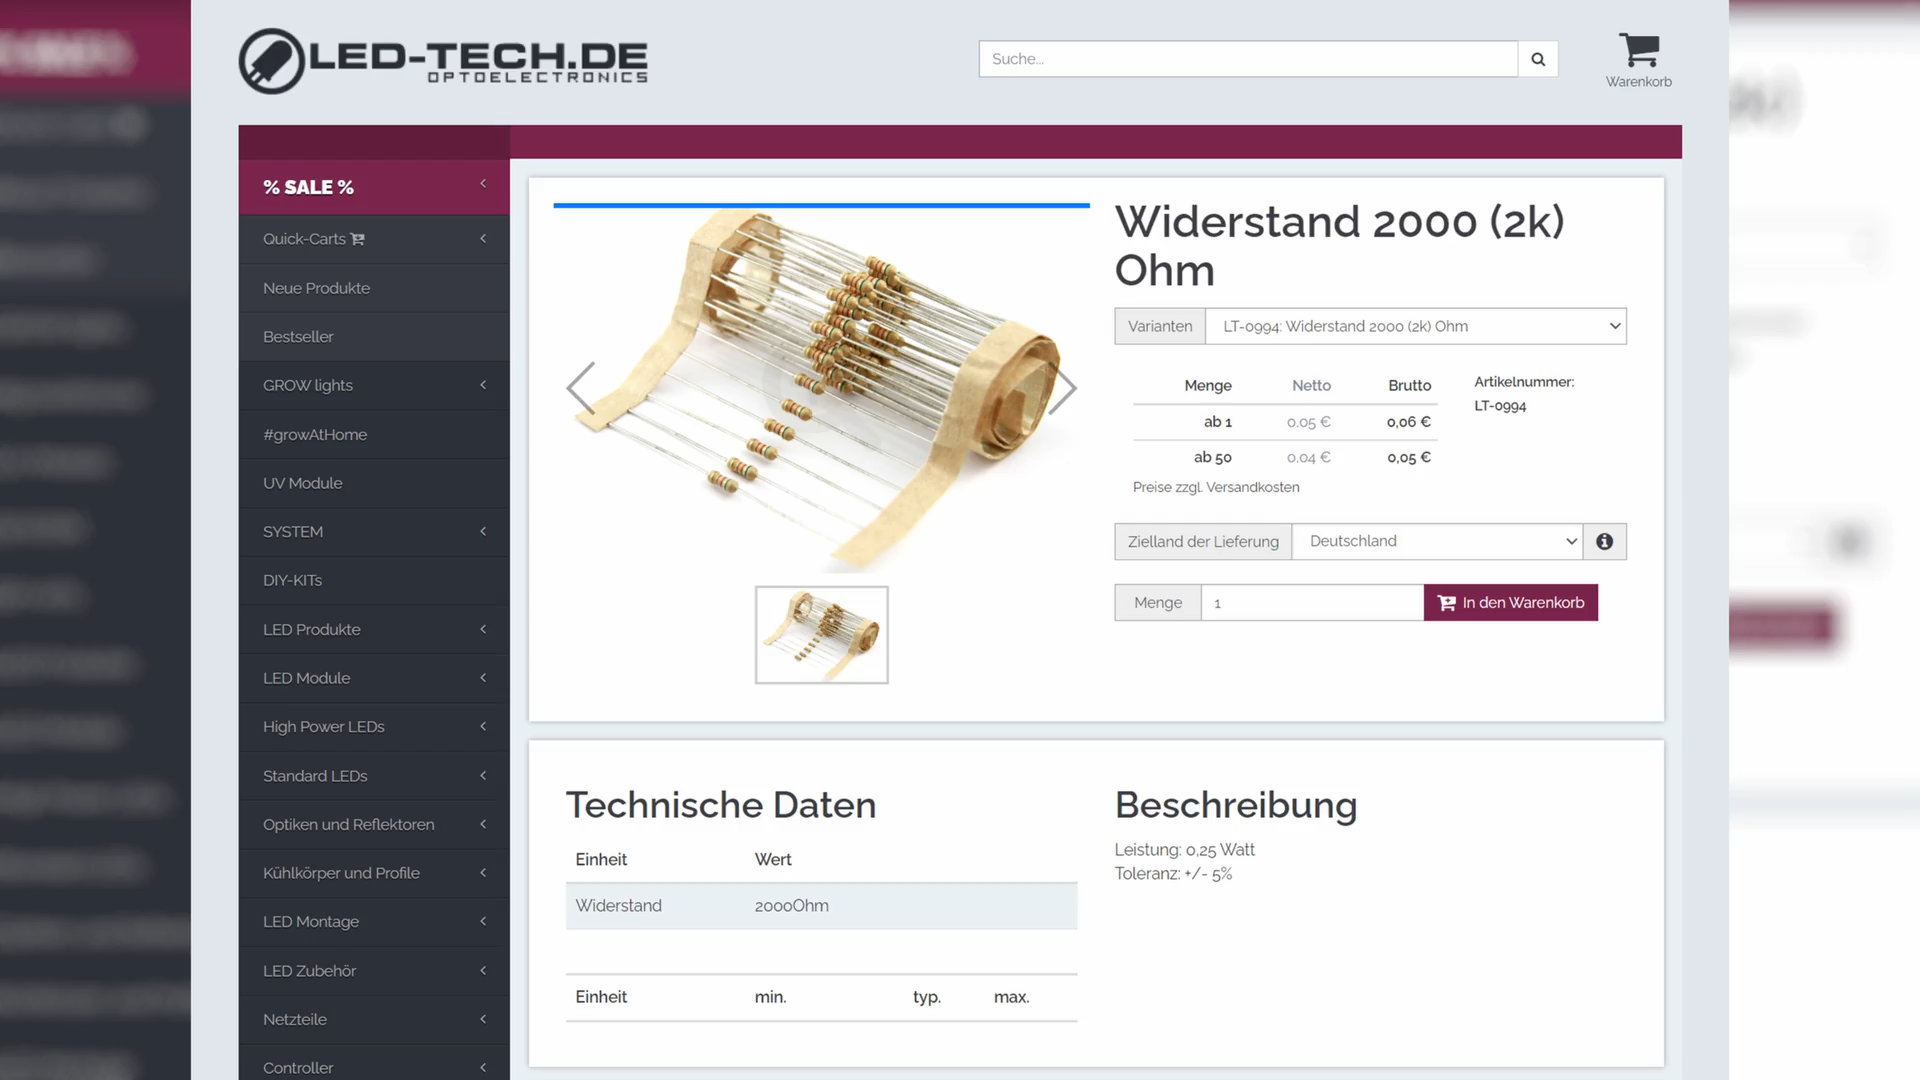 LED-TECH.DE
OPTOELECTRONICS
Suche...
Warenkorb
% SALE %
Quick-Carts
Neue Produkte
Bestseller
GROW lights
#growAtHome
UV Module
SYSTEM
DIY-KITs
LED Produkte
LED Module
High Power LEDs
Standard LEDs
Optiken und Reflektoren
Kühlkörper und Profile
LED Montage
LED Zubehör
Netzteile
Controller
Widerstand 2000 (2k)
Ohm
Varianten LT-0994: Widerstand 2000 (2k) Ohm
Menge Netto Brutto
ab 1 0.05 € 0,06 €
ab 50 0.04 € 0,05 €
Preise zzgl. Versandkosten
Artikelnummer:
LT-0994
Zielland der Lieferung Deutschland
Menge 1 In den Warenkorb
Technische Daten
Einheit Wert
Widerstand 2000Ohm
Einheit min. typ. max.
Beschreibung
Leistung: 0,25 Watt
Toleranz: +/- 5%